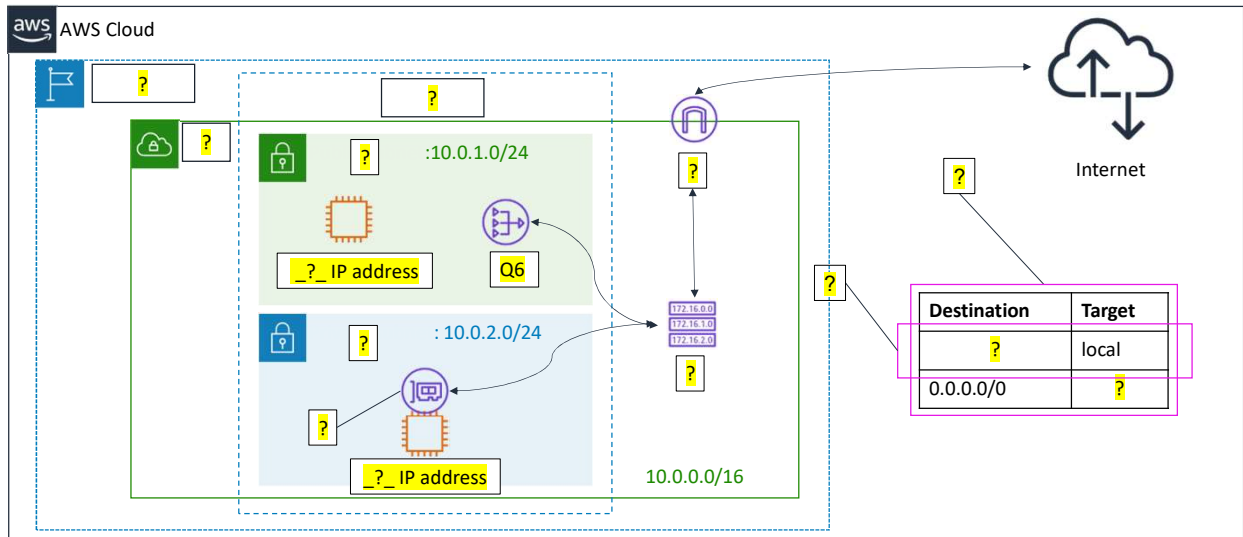 aws
AWS Cloud
?
?
?
?
:10.0.1.0/24
_?_ IP address
Q6
?
: 10.0.2.0/24
?
_?_ IP address
10.0.0.0/16
?
172.16.0.0
172.16.1.0
172.16.2.0
?
Internet
?
?
Destination Target
? local
0.0.0.0/0 ?